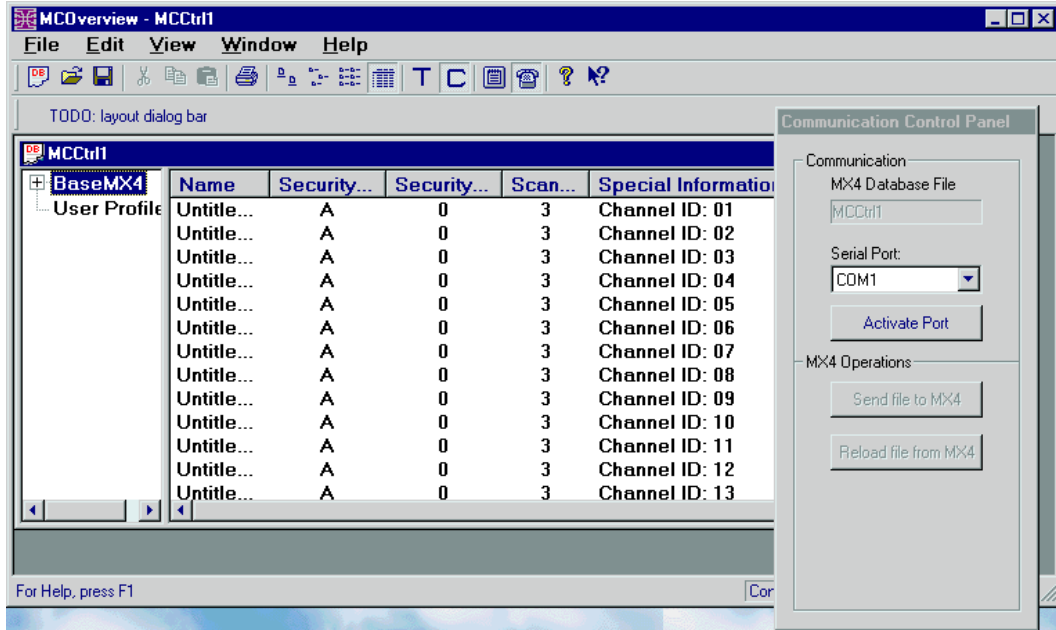 MCOverview - MCCtrl1
File Edit View Window Help
TODO: layout dialog bar
MCCtrl1
BaseMX4
User Profile
Name Security... Security... Scan... Special Information
Untitle... A 0 3 Channel ID: 01
Untitle... A 0 3 Channel ID: 02
Untitle... A 0 3 Channel ID: 03
Untitle... A 0 3 Channel ID: 04
Untitle... A 0 3 Channel ID: 05
Untitle... A 0 3 Channel ID: 06
Untitle... A 0 3 Channel ID: 07
Untitle... A 0 3 Channel ID: 08
Untitle... A 0 3 Channel ID: 09
Untitle... A 0 3 Channel ID: 10
Untitle... A 0 3 Channel ID: 11
Untitle... A 0 3 Channel ID: 12
Untitle... A 0 3 Channel ID: 13
For Help, press F1
Cor
Communication Control Panel
Communication
MX4 Database File
MCCtrl1
Serial Port:
COM1
Activate Port
MX4 Operations
Send file to MX4
Reload file from MX4